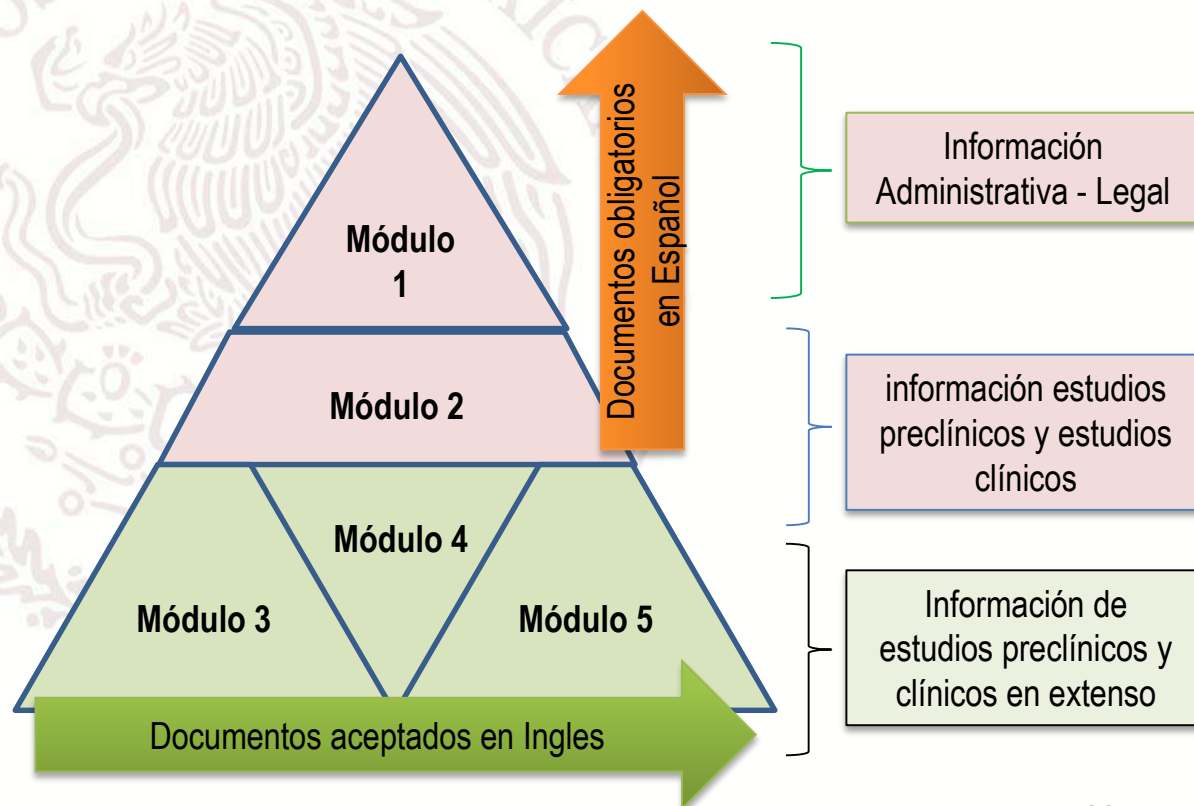 Módulo
1
Módulo 2
Módulo 4
Módulo 3
Módulo 5
Documentos obligatorios
en Español
Documentos aceptados en Ingles
Información
Administrativa - Legal
información estudios
preclínicos y estudios
clínicos
Información de
estudios preclínicos y
clínicos en extenso